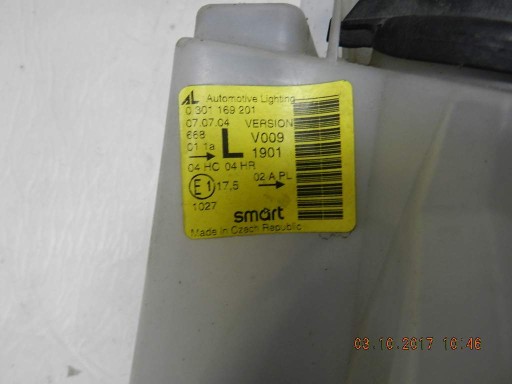 AL Automotive Lighting
0 301 169 201
07.07.04 VERSION
668 L V009
01 1a 1901
04 HC 04 HR
E1 17,5 02 A PL
1027
smart
Made in Czech Republic
03.10.2017 16:46